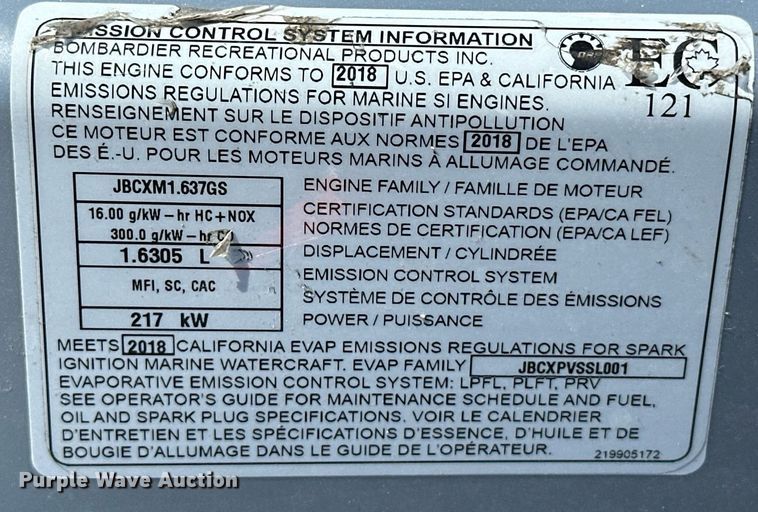 EMISSION CONTROL SYSTEM INFORMATION
BOMBARDIER RECREATIONAL PRODUCTS INC.
THIS ENGINE CONFORMS TO 2018 U.S. EPA & CALIFORNIA
EMISSIONS REGULATIONS FOR MARINE SI ENGINES.
RENSEIGNEMENT SUR LE DISPOSITIF ANTIPOLLUTION
CE MOTEUR EST CONFORME AUX NORMES 2018 DE L'EPA
DES É.-U. POUR LES MOTEURS MARINS À ALLUMAGE COMMANDÉ.
EC
121
JBCXM1.637GS ENGINE FAMILY / FAMILLE DE MOTEUR
16.00 g/kW – hr HC+NOX CERTIFICATION STANDARDS (EPA/CA FEL)
300.0 g/kW – hr NORMES DE CERTIFICATION (EPA/CA LEF)
1.6305 L DISPLACEMENT / CYLINDRÉE
MFI, SC, CAC EMISSION CONTROL SYSTEM
SYSTÈME DE CONTRÔLE DES ÉMISSIONS
217 kW POWER / PUISSANCE
MEETS 2018 CALIFORNIA EVAP EMISSIONS REGULATIONS FOR SPARK
IGNITION MARINE WATERCRAFT. EVAP FAMILY JBCXPVSSL001
EVAPORATIVE EMISSION CONTROL SYSTEM: LPFL, PLFT, PRV
SEE OPERATOR'S GUIDE FOR MAINTENANCE SCHEDULE AND FUEL,
OIL AND SPARK PLUG SPECIFICATIONS. VOIR LE CALENDRIER
D'ENTRETIEN ET LES SPÉCIFICATIONS D'ESSENCE, D'HUILE ET DE
BOUGIE D'ALLUMAGE DANS LE GUIDE DE L'OPÉRATEUR.
219905172
Purple Wave Auction